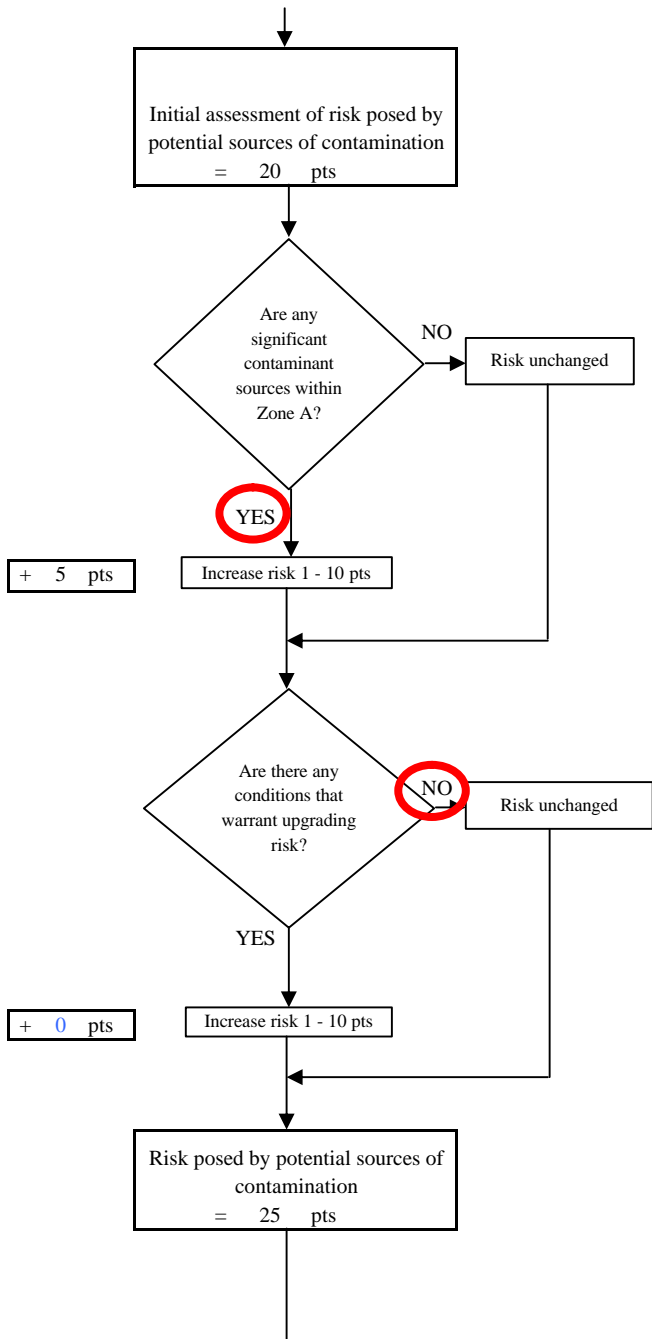 Initial assessment of risk posed by
potential sources of contamination
= 20 pts
Are any
significant
contaminant
sources within
Zone A?
NO
Risk unchanged
YES
+ 5 pts
Increase risk 1 - 10 pts
Are there any
conditions that
warrant upgrading
risk?
NO
Risk unchanged
YES
+ 0 pts
Increase risk 1 - 10 pts
Risk posed by potential sources of
contamination
= 25 pts